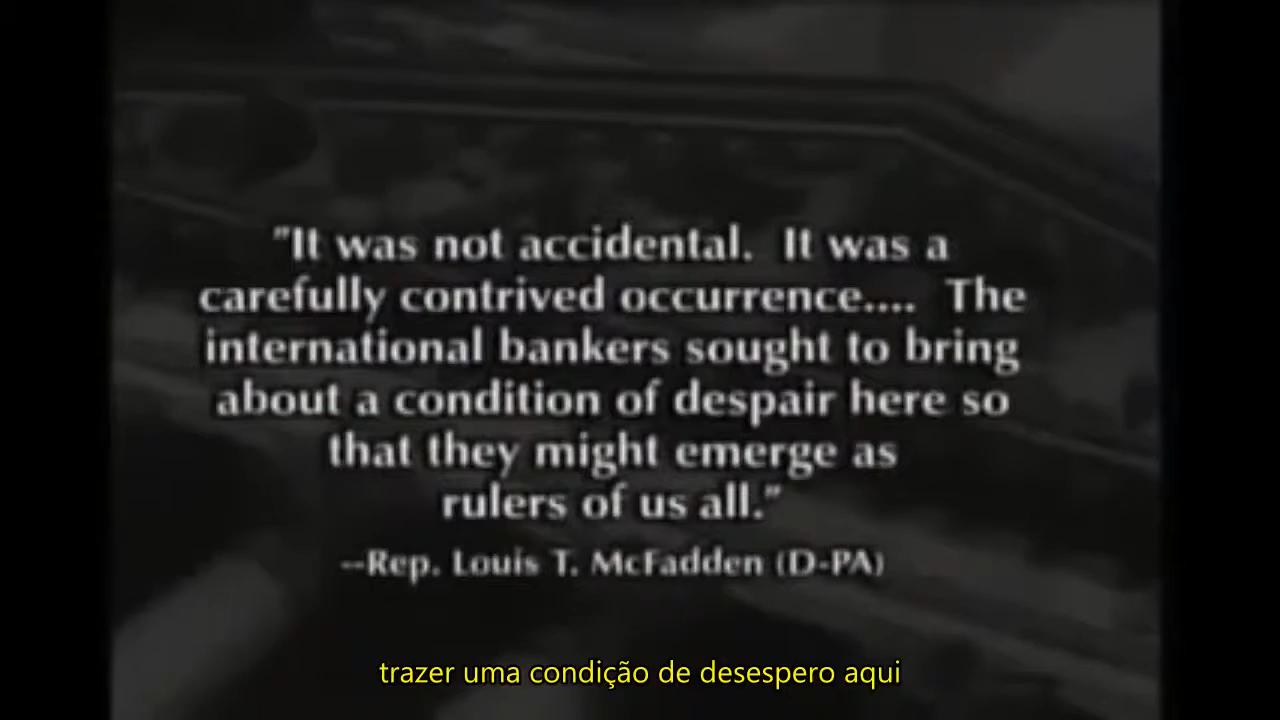 "It was not accidental.  It was a
carefully contrived occurrence....  The
international bankers sought to bring
about a condition of despair here so
that they might emerge as
rulers of us all."
--Rep. Louis T. McFadden (D-PA)
trazer uma condição de desespero aqui